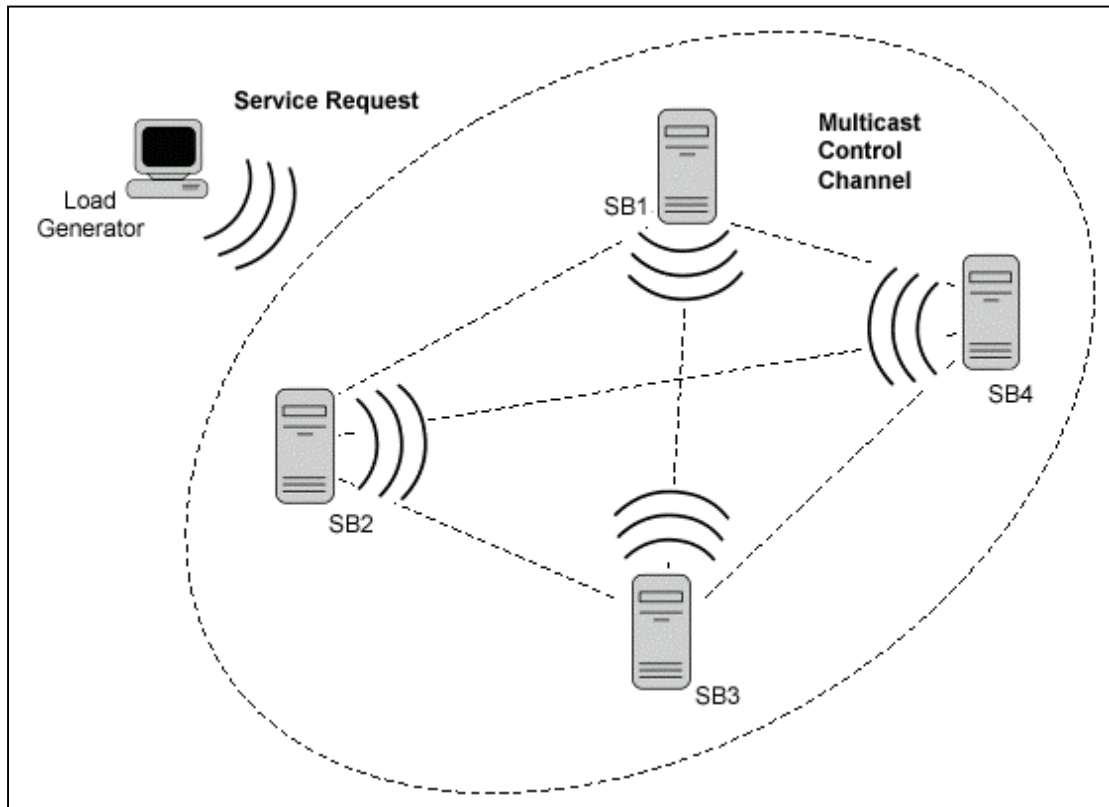 Service Request
Load
Generator
Multicast
Control
Channel
SB1
SB4
SB2
SB3